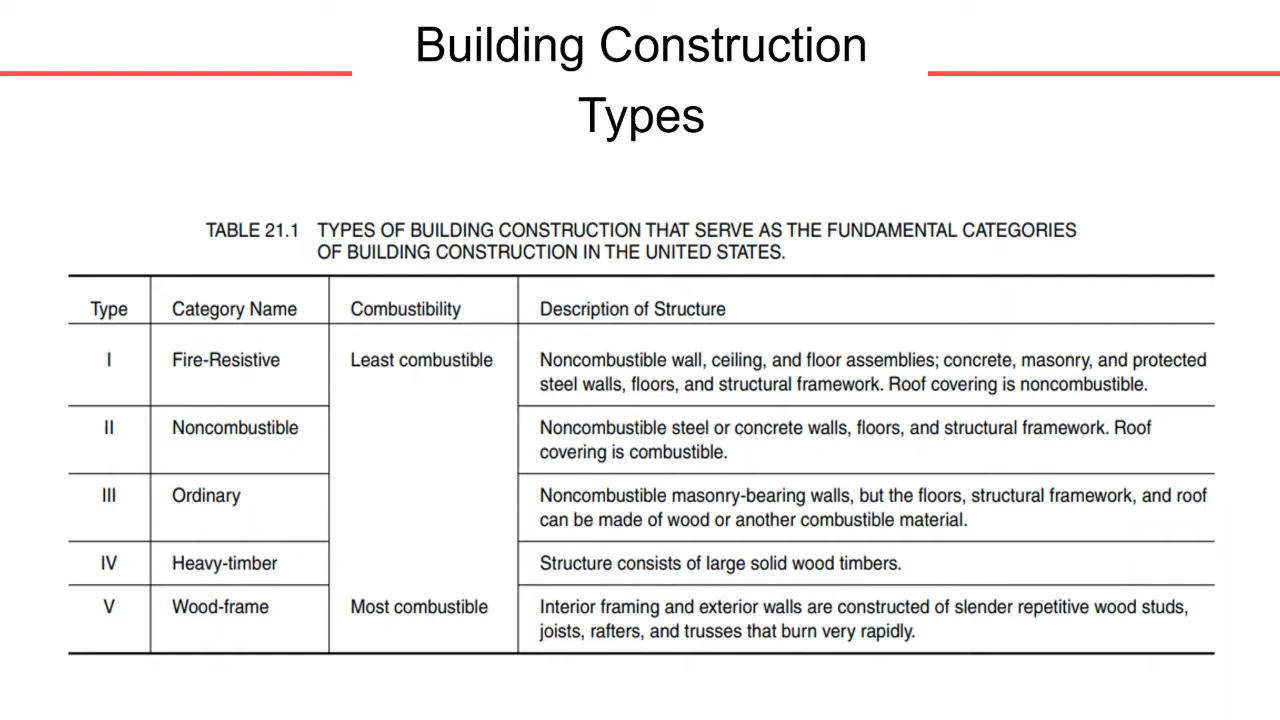 Building Construction
Types
TABLE 21.1 TYPES OF BUILDING CONSTRUCTION THAT SERVE AS THE FUNDAMENTAL CATEGORIES
OF BUILDING CONSTRUCTION IN THE UNITED STATES.
Type Category Name Combustibility Description of Structure
I Fire-Resistive Least combustible Noncombustible wall, ceiling, and floor assemblies; concrete, masonry, and protected
steel walls, floors, and structural framework. Roof covering is noncombustible.
II Noncombustible Noncombustible steel or concrete walls, floors, and structural framework. Roof
covering is combustible.
III Ordinary Noncombustible masonry-bearing walls, but the floors, structural framework, and roof
can be made of wood or another combustible material.
IV Heavy-timber Structure consists of large solid wood timbers.
V Wood-frame Most combustible Interior framing and exterior walls are constructed of slender repetitive wood studs,
joists, rafters, and trusses that burn very rapidly.